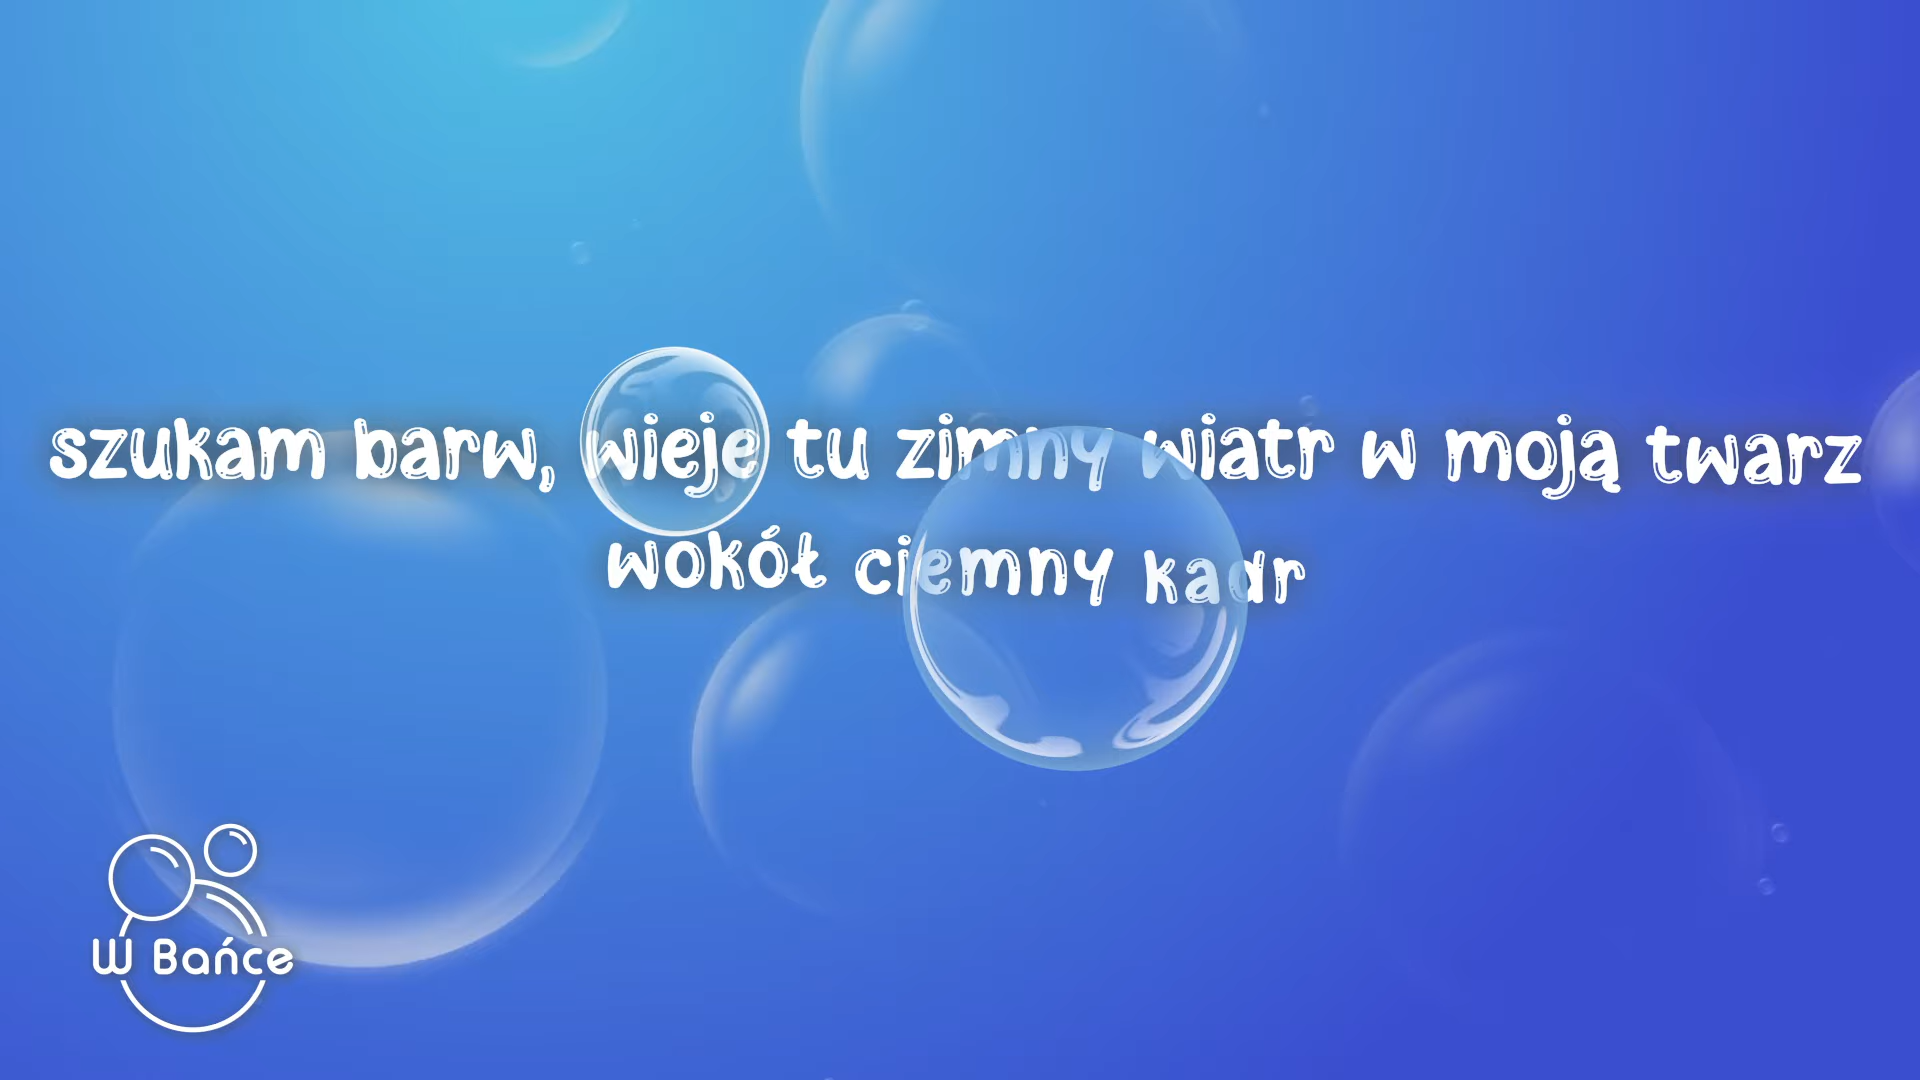 szukam barw, wieje tu zimny wiatr w moją twarz
wokół ciemny kadr
W Bańce